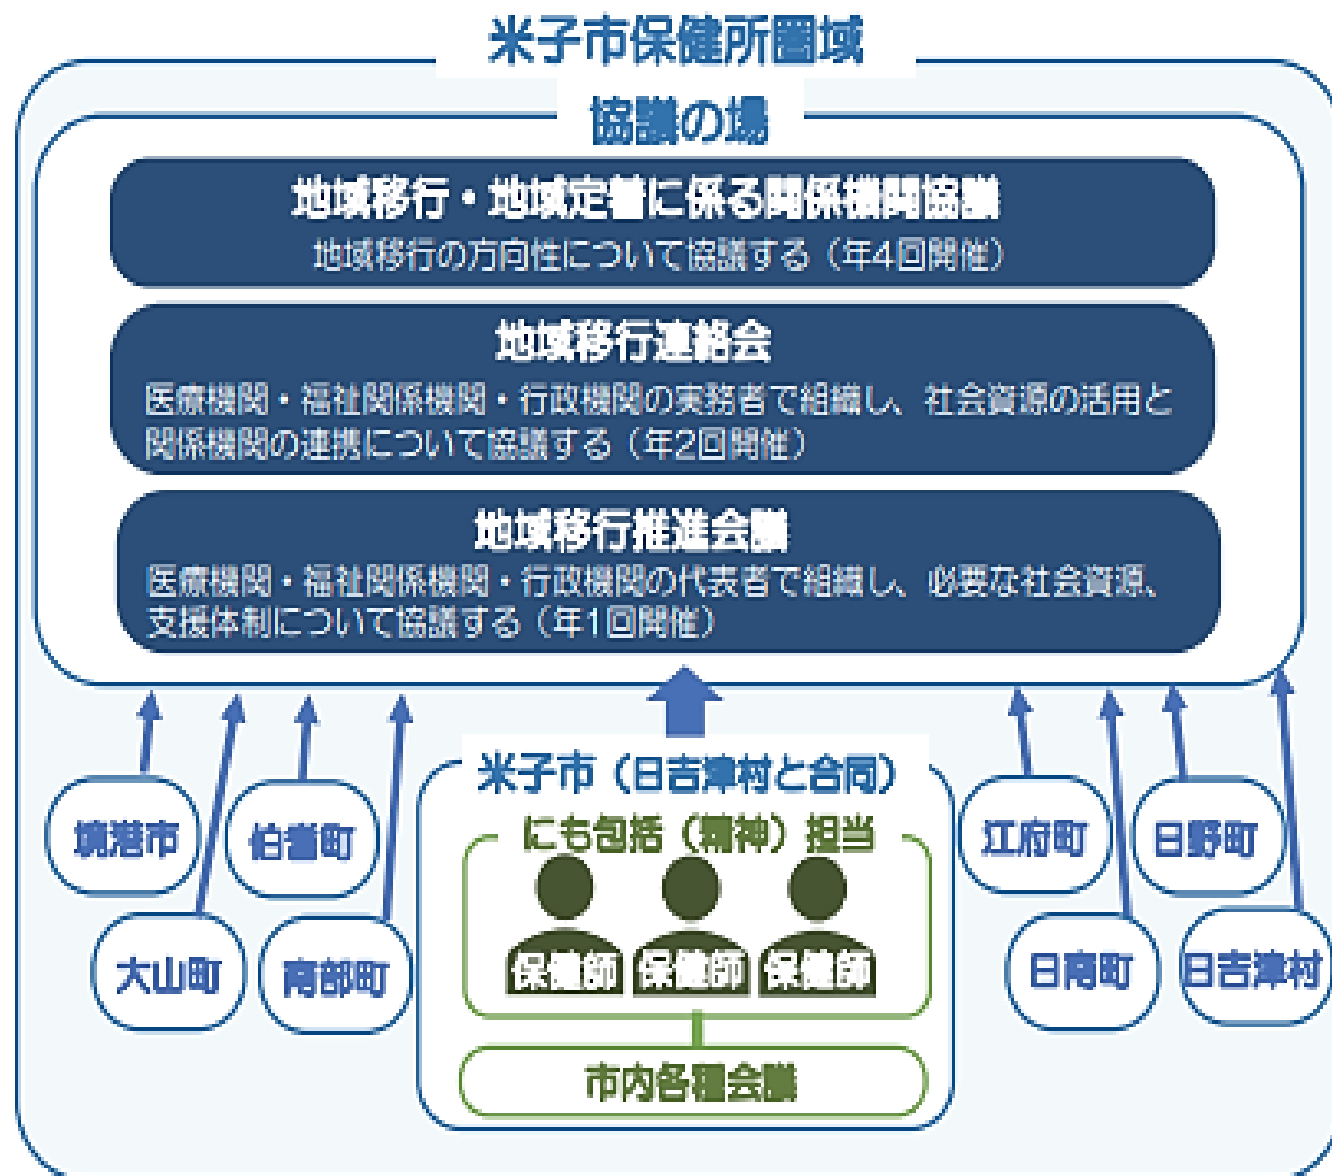 米子市保健所圏域
協議の場
地域移行・地域定着に係る関係機関協議
地域移行の方向性について協議する（年4回開催）
地域移行連絡会
医療機関・福祉関係機関・行政機関の実務者で組織し、社会資源の活用と
関係機関の連携について協議する（年2回開催）
地域移行推進会議
医療機関・福祉関係機関・行政機関の代表者で組織し、必要な社会資源、
支援体制について協議する（年1回開催）
米子市（日吉津村と合同）
にも包括（精神）担当
境港市
伯耆町
江府町
日野町
保健師
保健師
保健師
大山町
南部町
日南町
日吉津村
市内各種会議